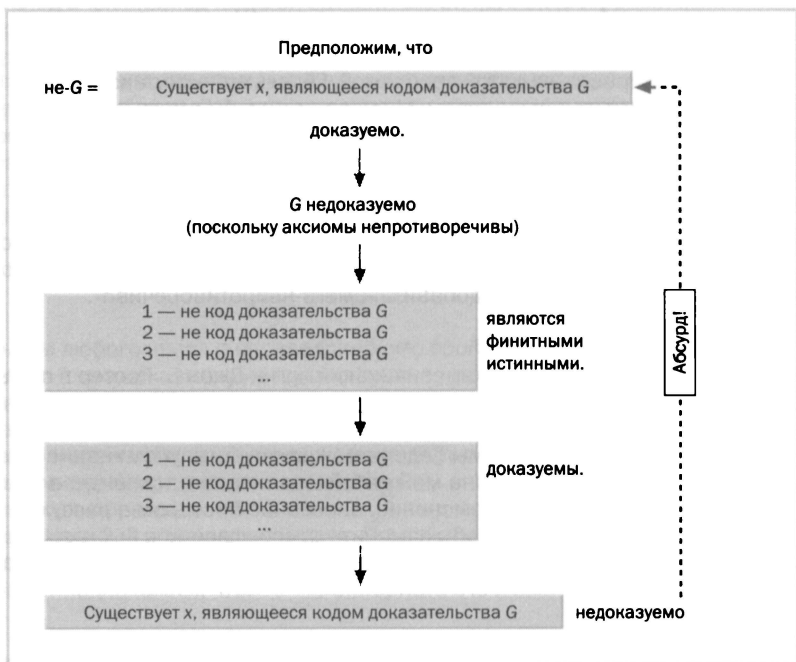 Предположим, что
не-G = Существует x, являющееся кодом доказательства G
доказуемо.
G недоказуемо
(поскольку аксиомы непротиворечивы)
1 — не код доказательства G
2 — не код доказательства G
3 — не код доказательства G
...
являются
финитными
истинными.
Абсурд!
1 — не код доказательства G
2 — не код доказательства G
3 — не код доказательства G
...
доказуемы.
Существует x, являющееся кодом доказательства G недоказуемо